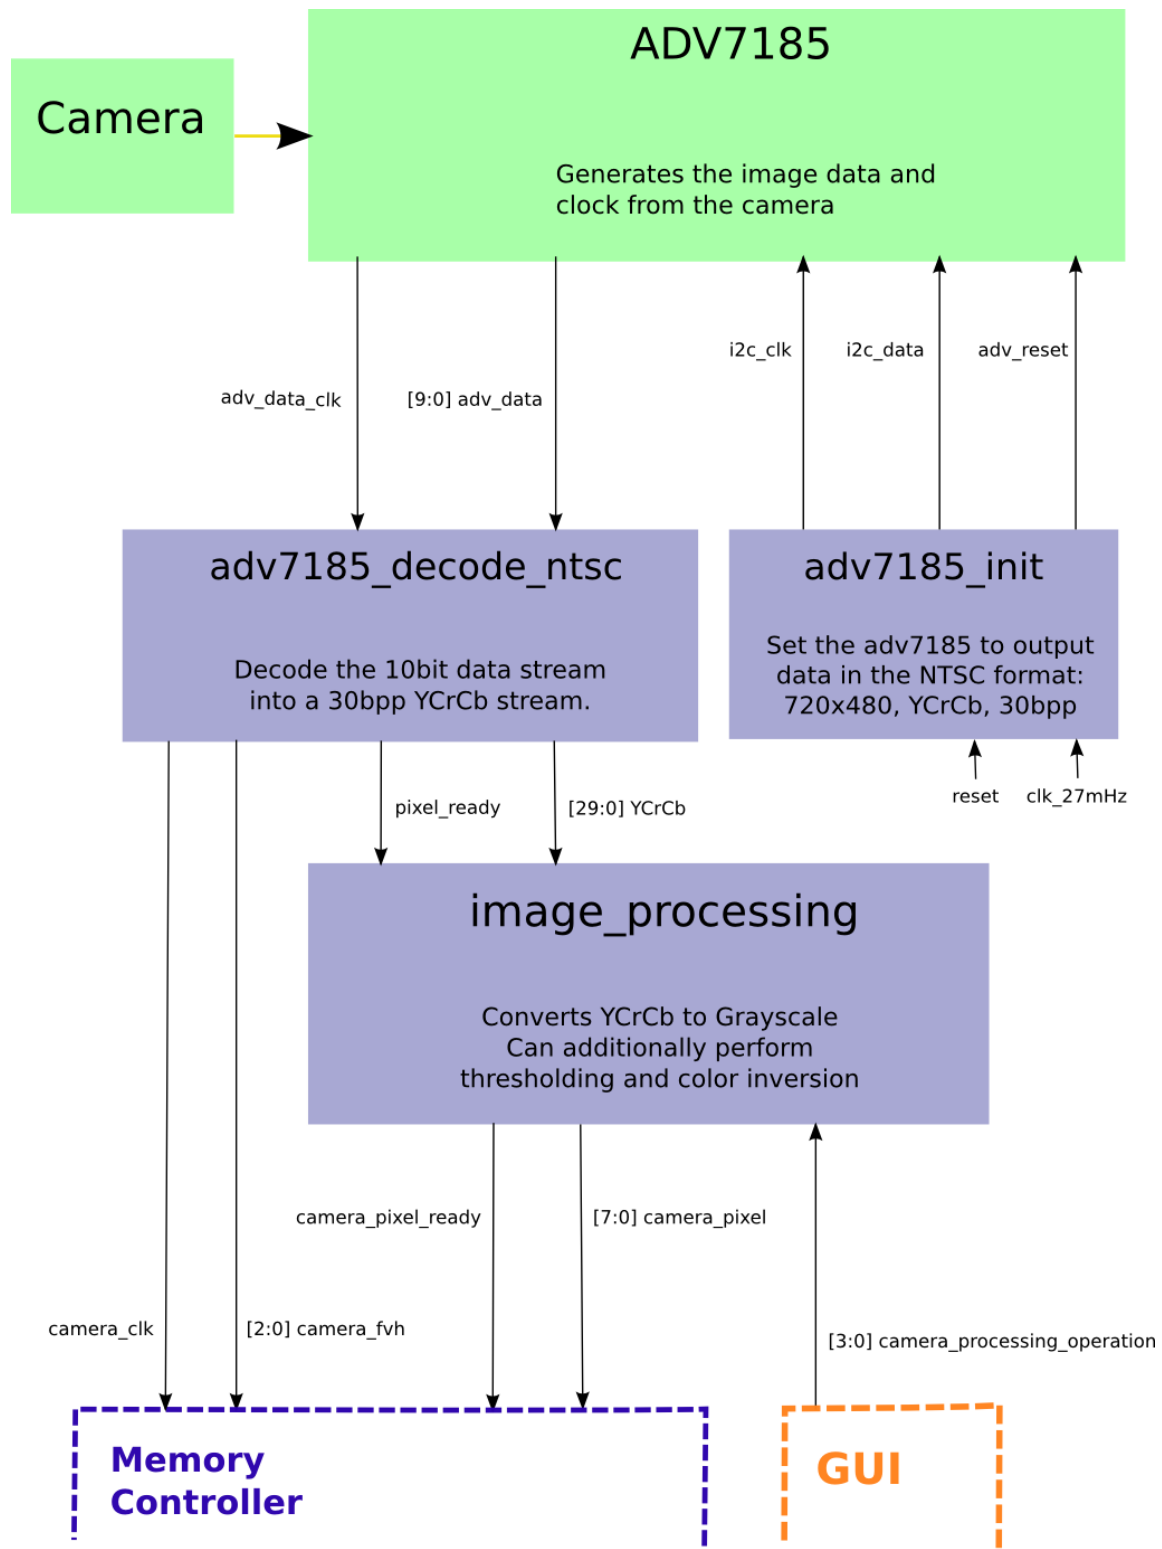 ADV7185
Camera
Generates the image data and
clock from the camera
i2c_clk
i2c_data
adv_reset
adv_data_clk
[9:0] adv_data
adv7185_decode_ntsc
Decode the 10bit data stream
into a 30bpp YCrCb stream.
adv7185_init
Set the adv7185 to output
data in the NTSC format:
720x480, YCrCb, 30bpp
reset
clk_27mHz
pixel_ready
[29:0] YCrCb
image_processing
Converts YCrCb to Grayscale
Can additionally perform
thresholding and color inversion
camera_pixel_ready
[7:0] camera_pixel
camera_clk
[2:0] camera_fvh
[3:0] camera_processing_operation
Memory
Controller
GUI